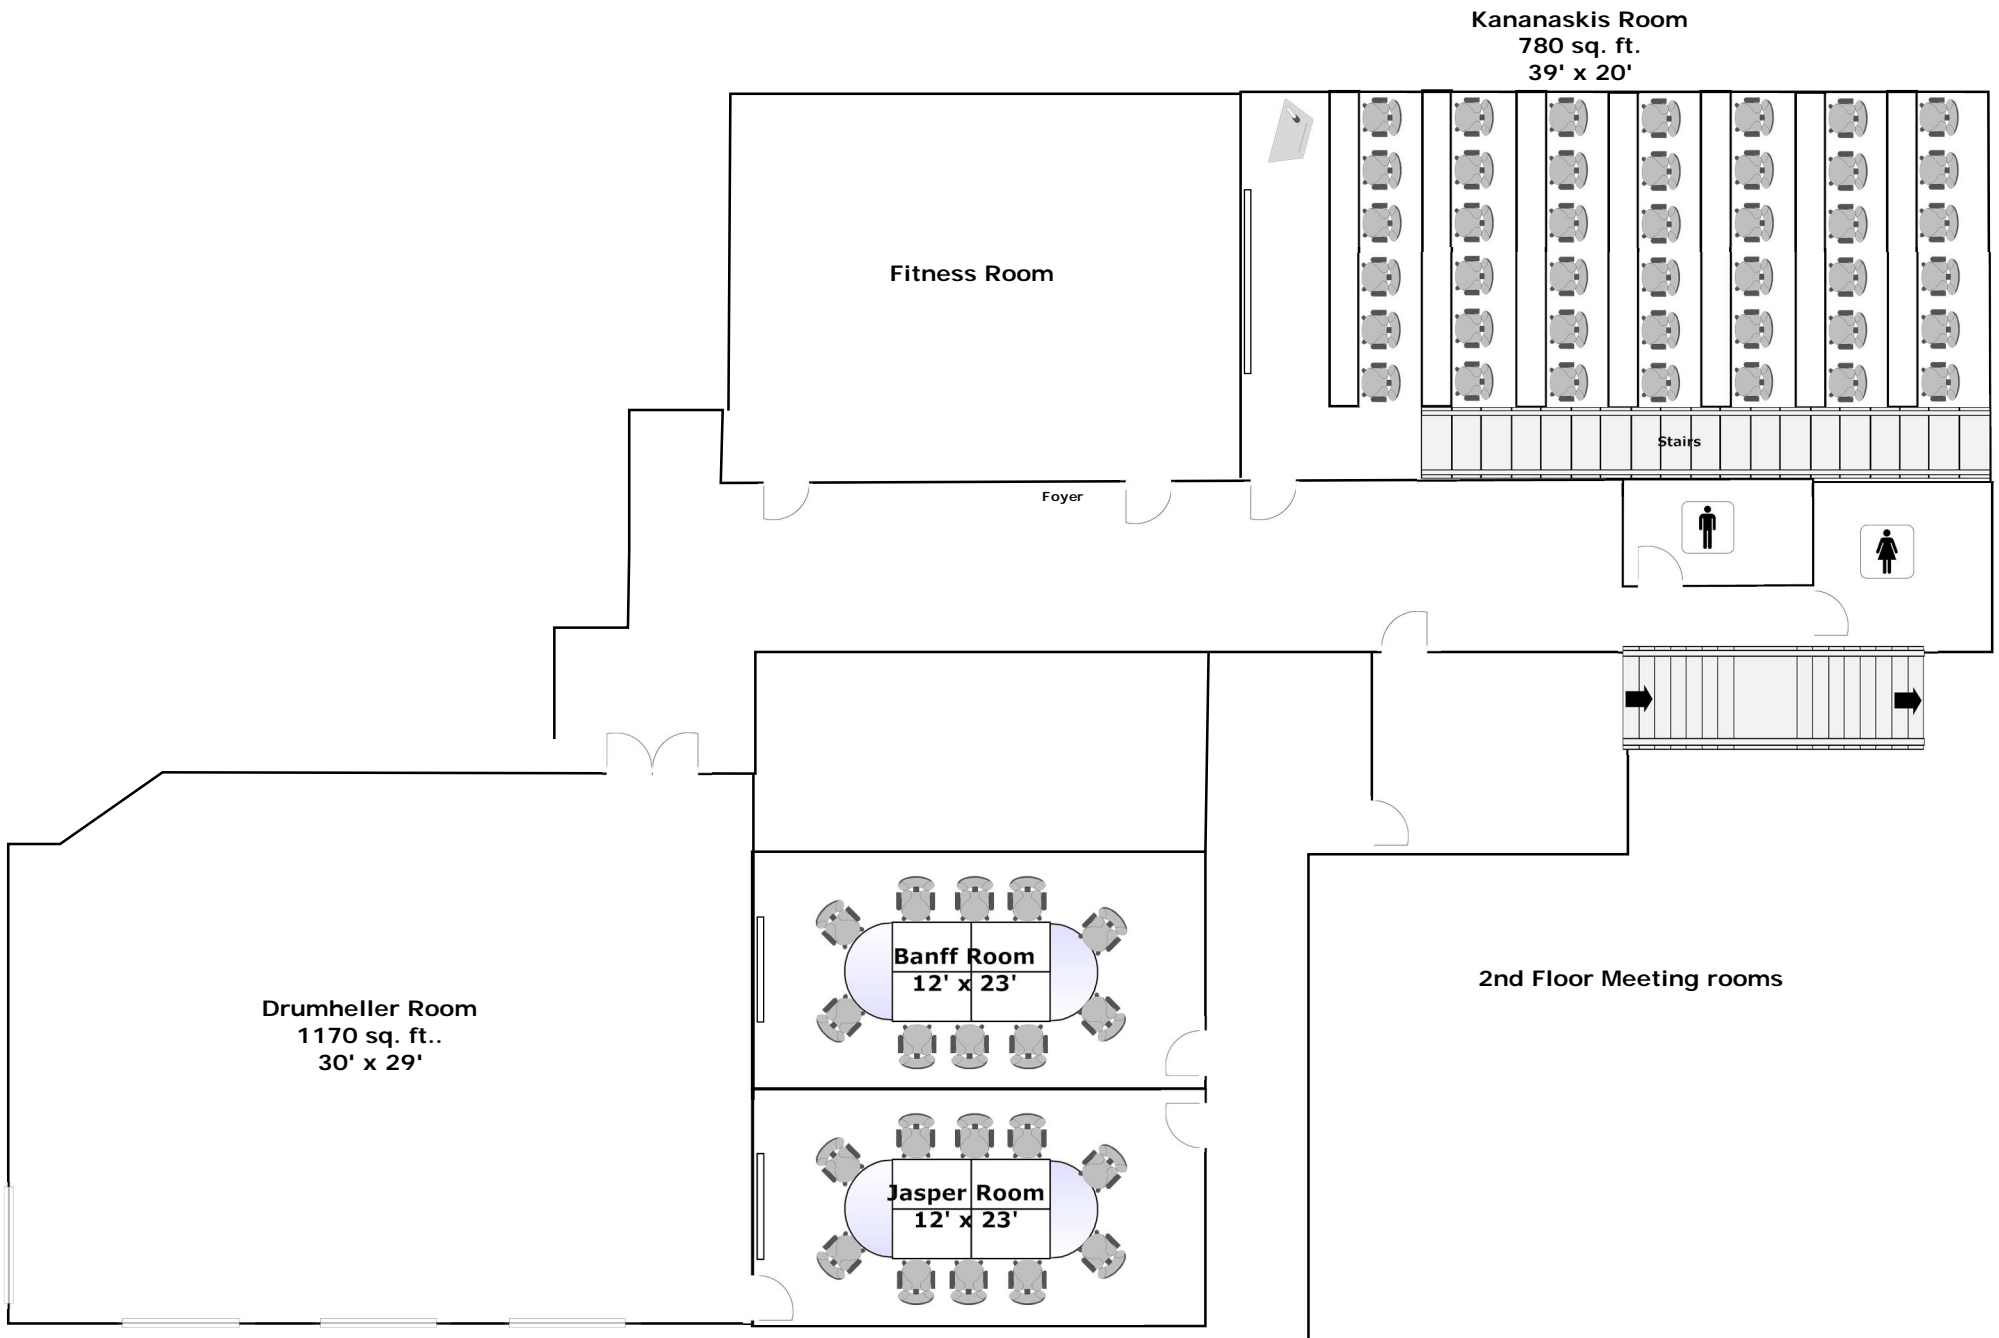 Kananaskis Room
780 sq. ft.
39' x 20'
Fitness Room
Stairs
Foyer
Banff Room
12' x 23'
2nd Floor Meeting rooms
Drumheller Room
1170 sq. ft..
30' x 29'
Jasper Room
12' x 23'